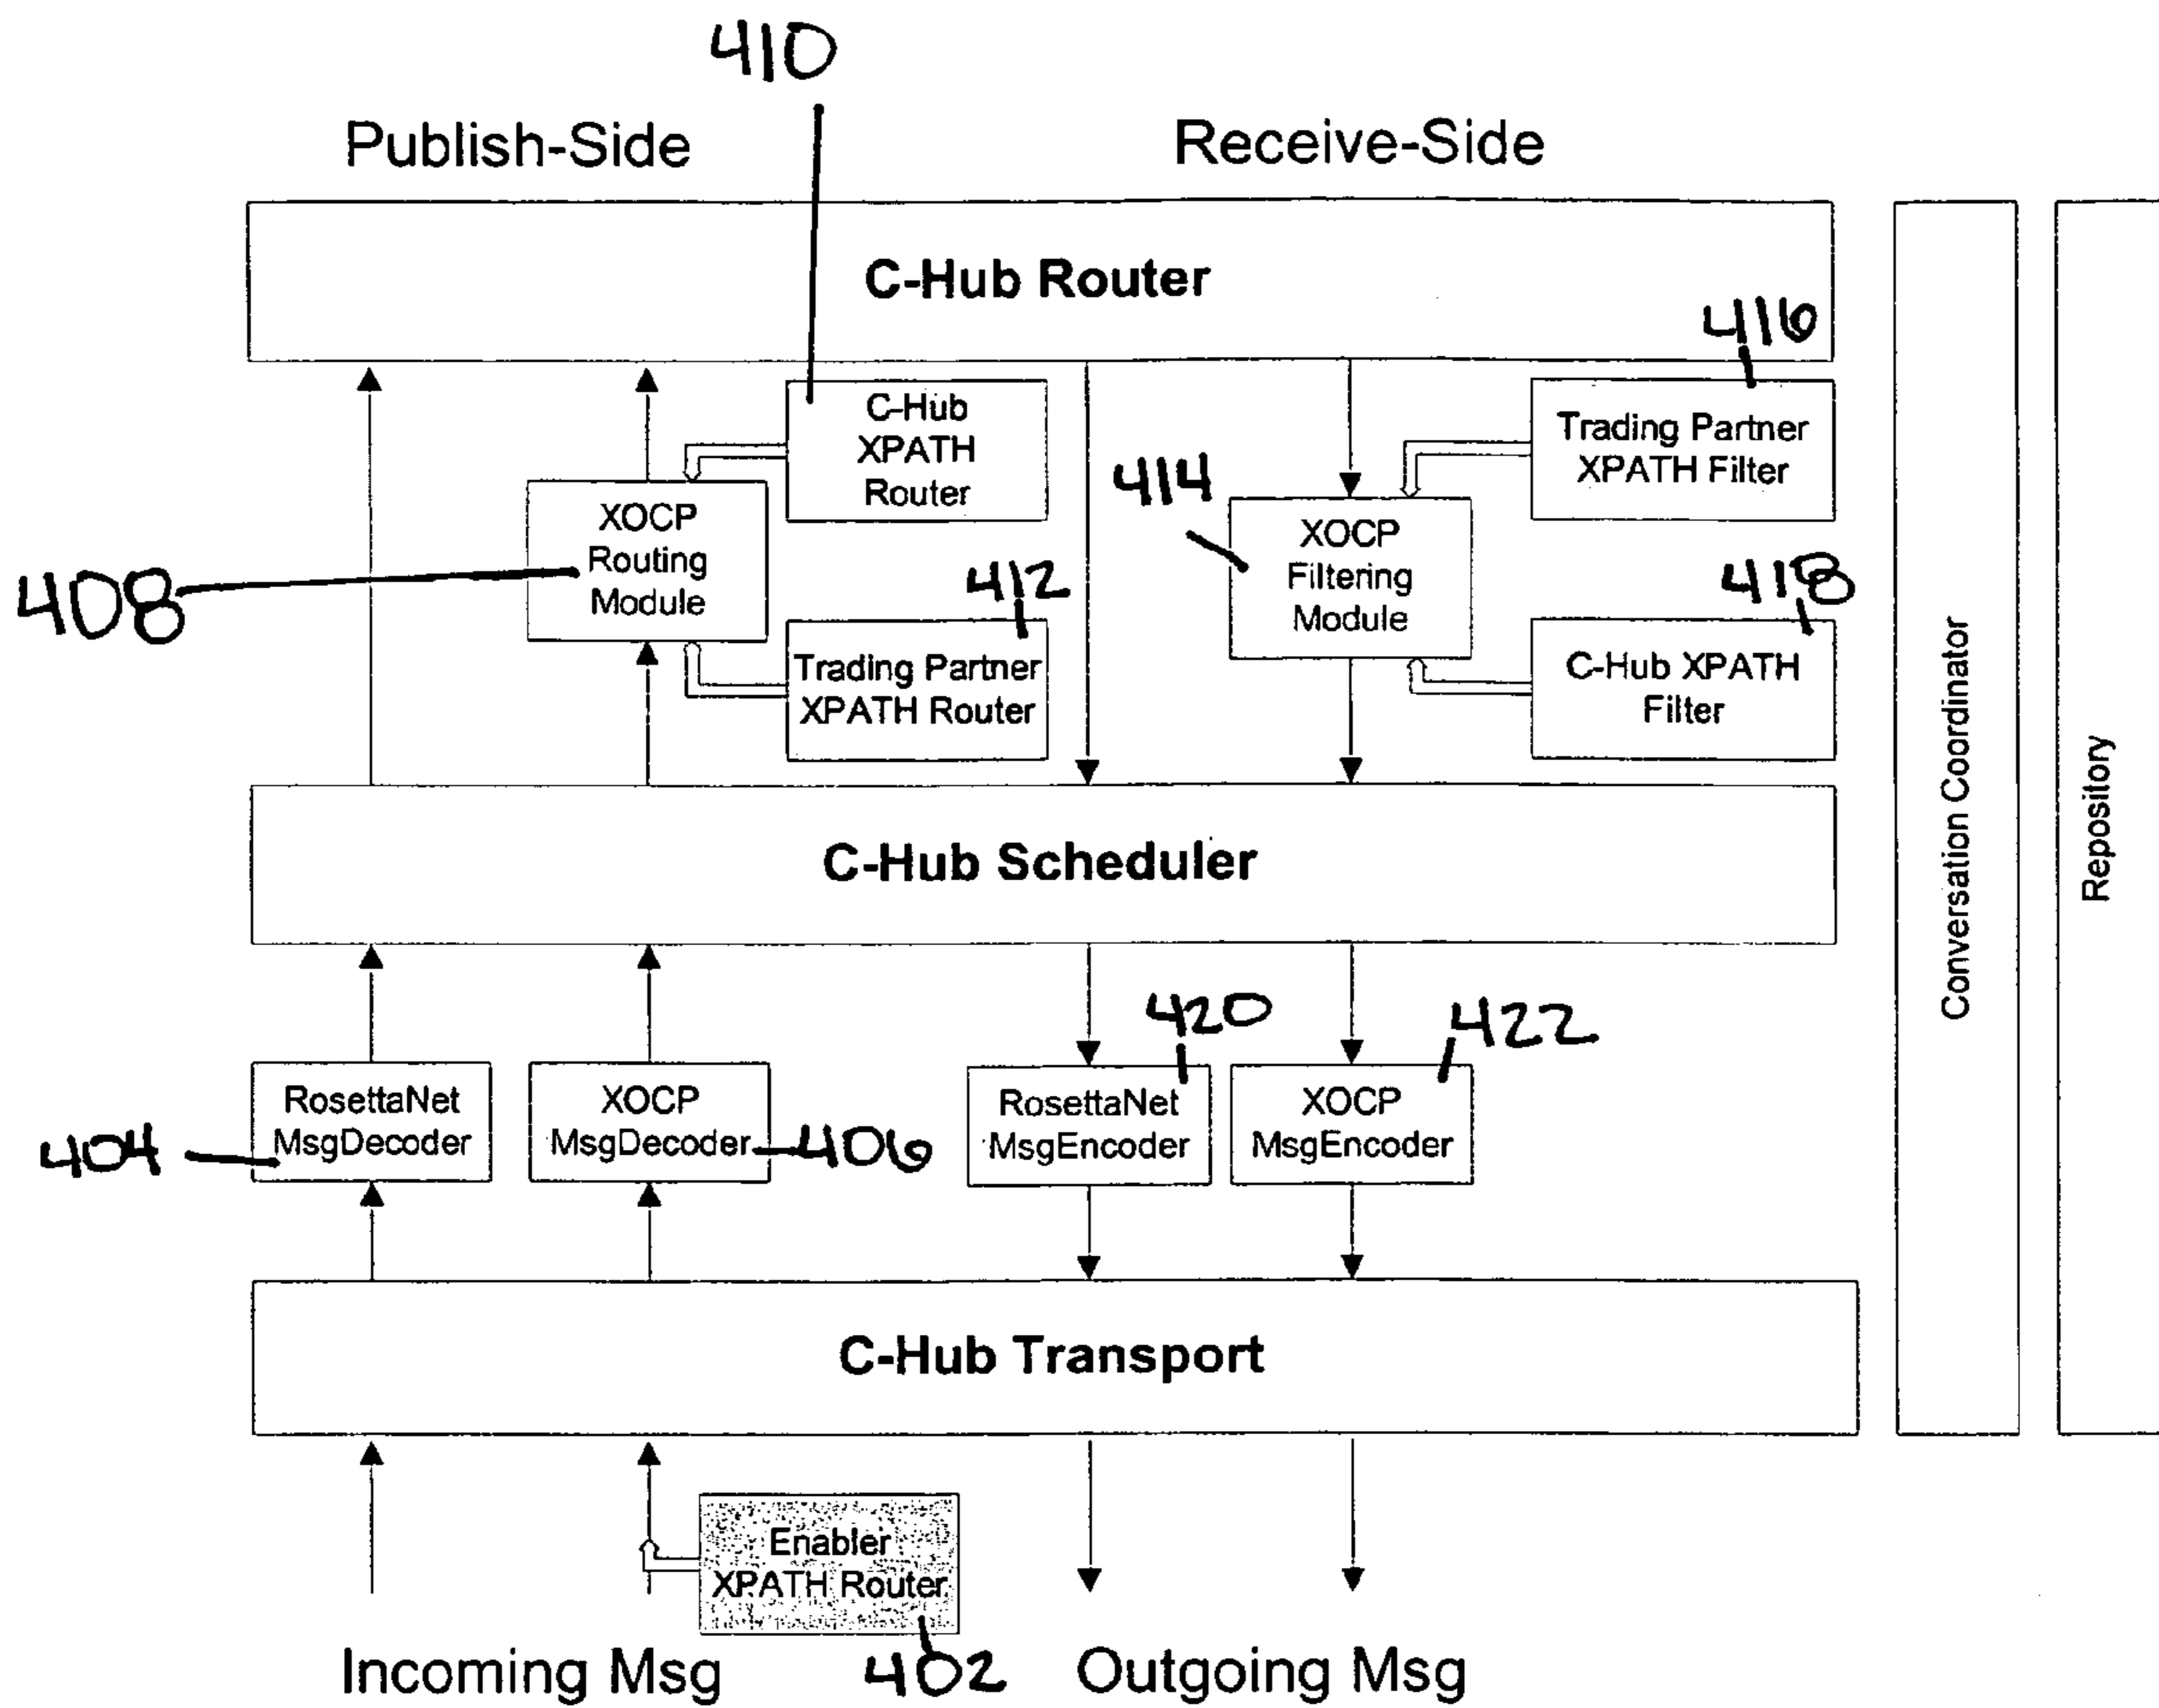 410
Publish-Side
Receive-Side
C-Hub Router
416
C-Hub
XPATH
Router
Trading Partner
XPATH Filter
414
XOCP
Routing
Module
XOCP
Filtering
Module
408
412
418
Trading Partner
XPATH Router
C-Hub XPATH
Filter
Conversation Coordinator
Repository
C-Hub Scheduler
420
422
RosettaNet
MsgDecoder
XOCP
MsgDecoder
RosettaNet
MsgEncoder
XOCP
MsgEncoder
404
406
C-Hub Transport
Enabler
XPATH Router
Incoming Msg
402
Outgoing Msg